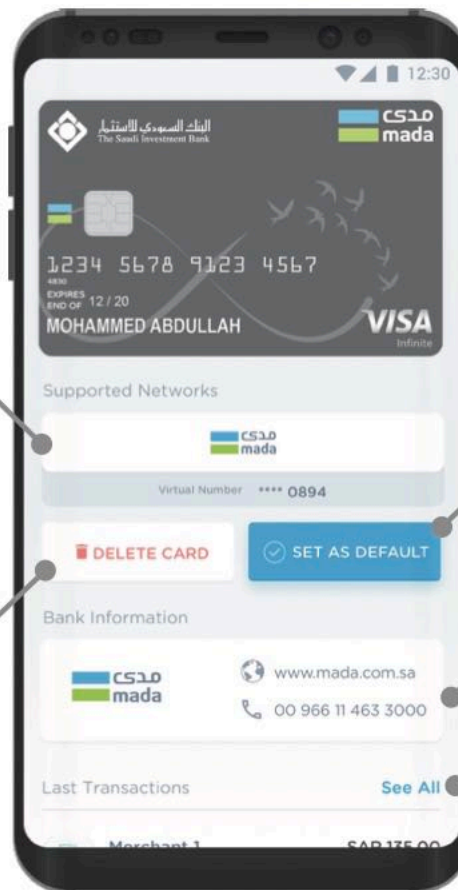 12:30
البنك السعودي للاستثمار
The Saudi Investment Bank
مدى
mada
1234 5678 9123 4567
4830
EXPIRES
END OF 12 / 20
MOHAMMED ABDULLAH
VISA
Infinite
Supported Networks
مدى
mada
Virtual Number **** 0894
DELETE CARD
SET AS DEFAULT
Bank Information
مدى
mada
www.mada.com.sa
00 966 11 463 3000
Last Transactions See All
Merchant 1 SAR 135.00